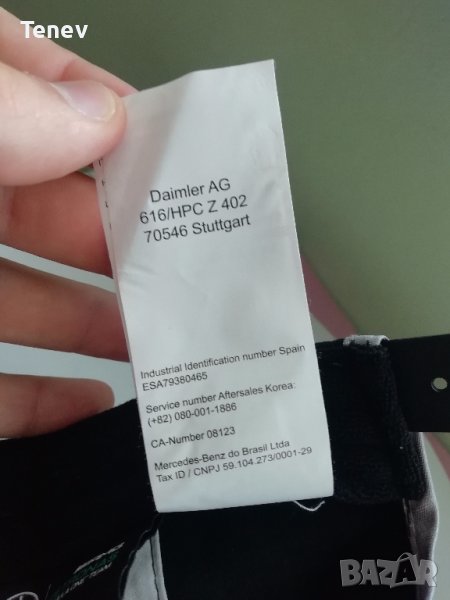 Tenev
Daimler AG
616/HPC Z 402
70546 Stuttgart
Industrial Identification number Spain
ESA79380465
Service number Aftersales Korea:
(+82) 080-001-1886
CA-Number 08123
Mercedes-Benz do Brasil Ltda
Tax ID / CNPJ 59.104.273/0001-29
BAZAR